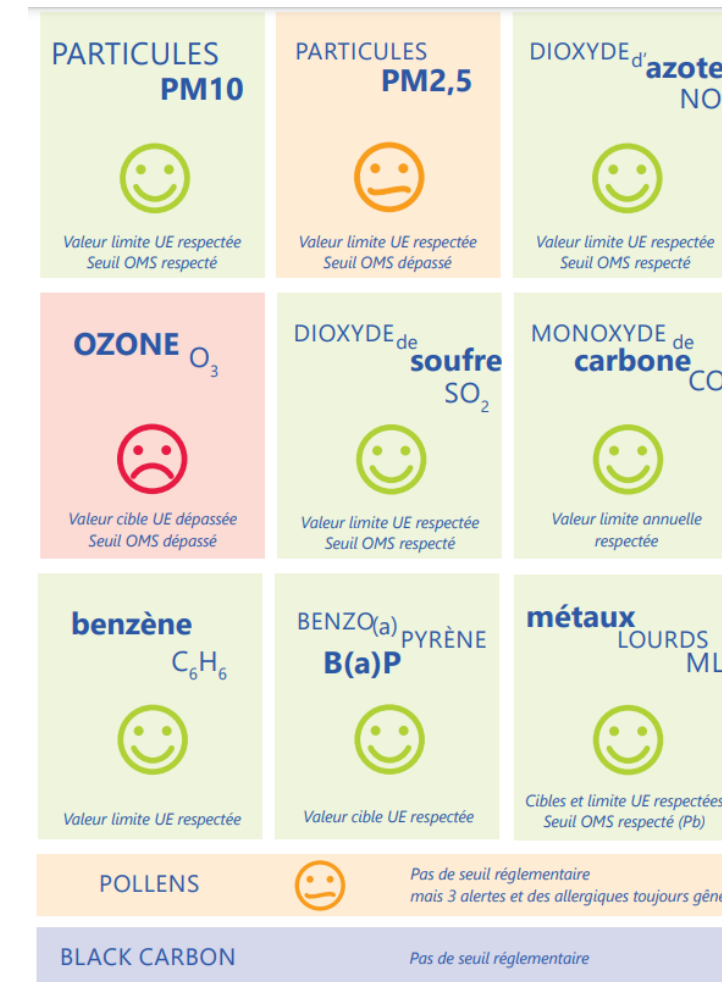 PARTICULES
PM10
Valeur limite UE respectée
Seuil OMS respecté
PARTICULES
PM2,5
Valeur limite UE respectée
Seuil OMS dépassé
DIOXYDE d'azote
NO
Valeur limite UE respectée
Seuil OMS respecté
OZONE O₃
Valeur cible UE dépassée
Seuil OMS dépassé
DIOXYDE de
soufre
SO₂
Valeur limite UE respectée
Seuil OMS respecté
MONOXYDE de
carbone
CO
Valeur limite annuelle
respectée
benzène
C₆H₆
Valeur limite UE respectée
BENZO(a) PYRÈNE
B(a)P
Valeur cible UE respectée
métaux
LOURDS
ML
Cibles et limite UE respectées
Seuil OMS respecté (Pb)
POLLENS
Pas de seuil réglementaire
mais 3 alertes et des allergiques toujours gêné
BLACK CARBON
Pas de seuil réglementaire